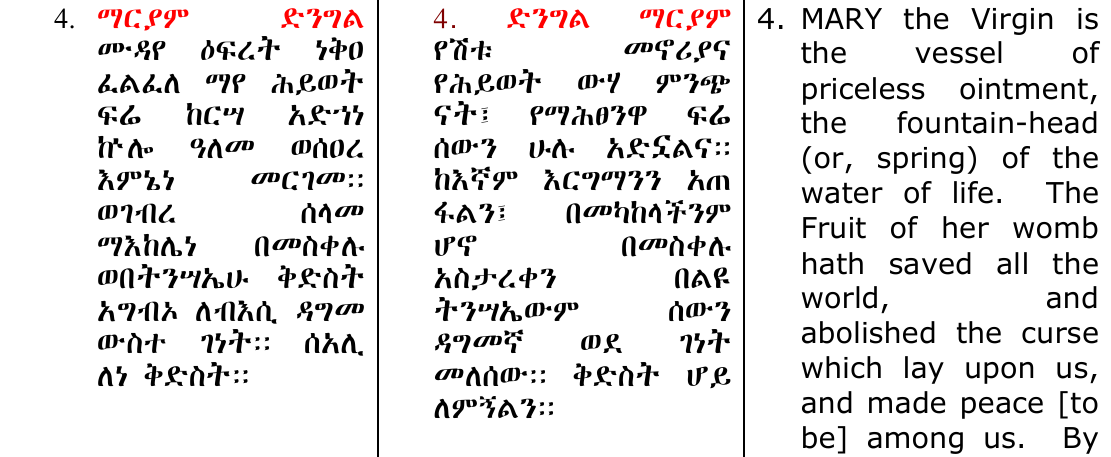 4. ማርያም ድንግል
ሙዳየ ዕፍረት ነቅዐ
ፈልፈለ ማየ ሕይወት
ፍሬ ከርሣ አድኀነ
ኵሎ ዓለመ ወሰዐረ
እምኔነ መርገመ።
ወገብረ ሰላመ
ማእከሌነ በመስቀሉ
ወበትንሣኤሁ ቅድስት
አግብኦ ለብእሲ ዳግመ
ውስተ ገነት። ሰአሊ
ለነ ቅድስት።
4. ድንግል ማርያም
የሽቱ መኖሪያና
የሕይወት ውሃ ምንጭ
ናት፤ የማሕፀንዋ ፍሬ
ሰውን ሁሉ አድኗልና።
ከእኛም እርግማንን አጠ
ፋልን፤ በመካከላችንም
ሆኖ በመስቀሉ
አስታረቀን በልዩ
ትንሣኤውም ሰውን
ዳግመኛ ወደ ገነት
መለሰው። ቅድስት ሆይ
ለምኝልን።
4. MARY the Virgin is
the vessel of
priceless ointment,
the fountain-head
(or, spring) of the
water of life. The
Fruit of her womb
hath saved all the
world, and
abolished the curse
which lay upon us,
and made peace [to
be] among us. By